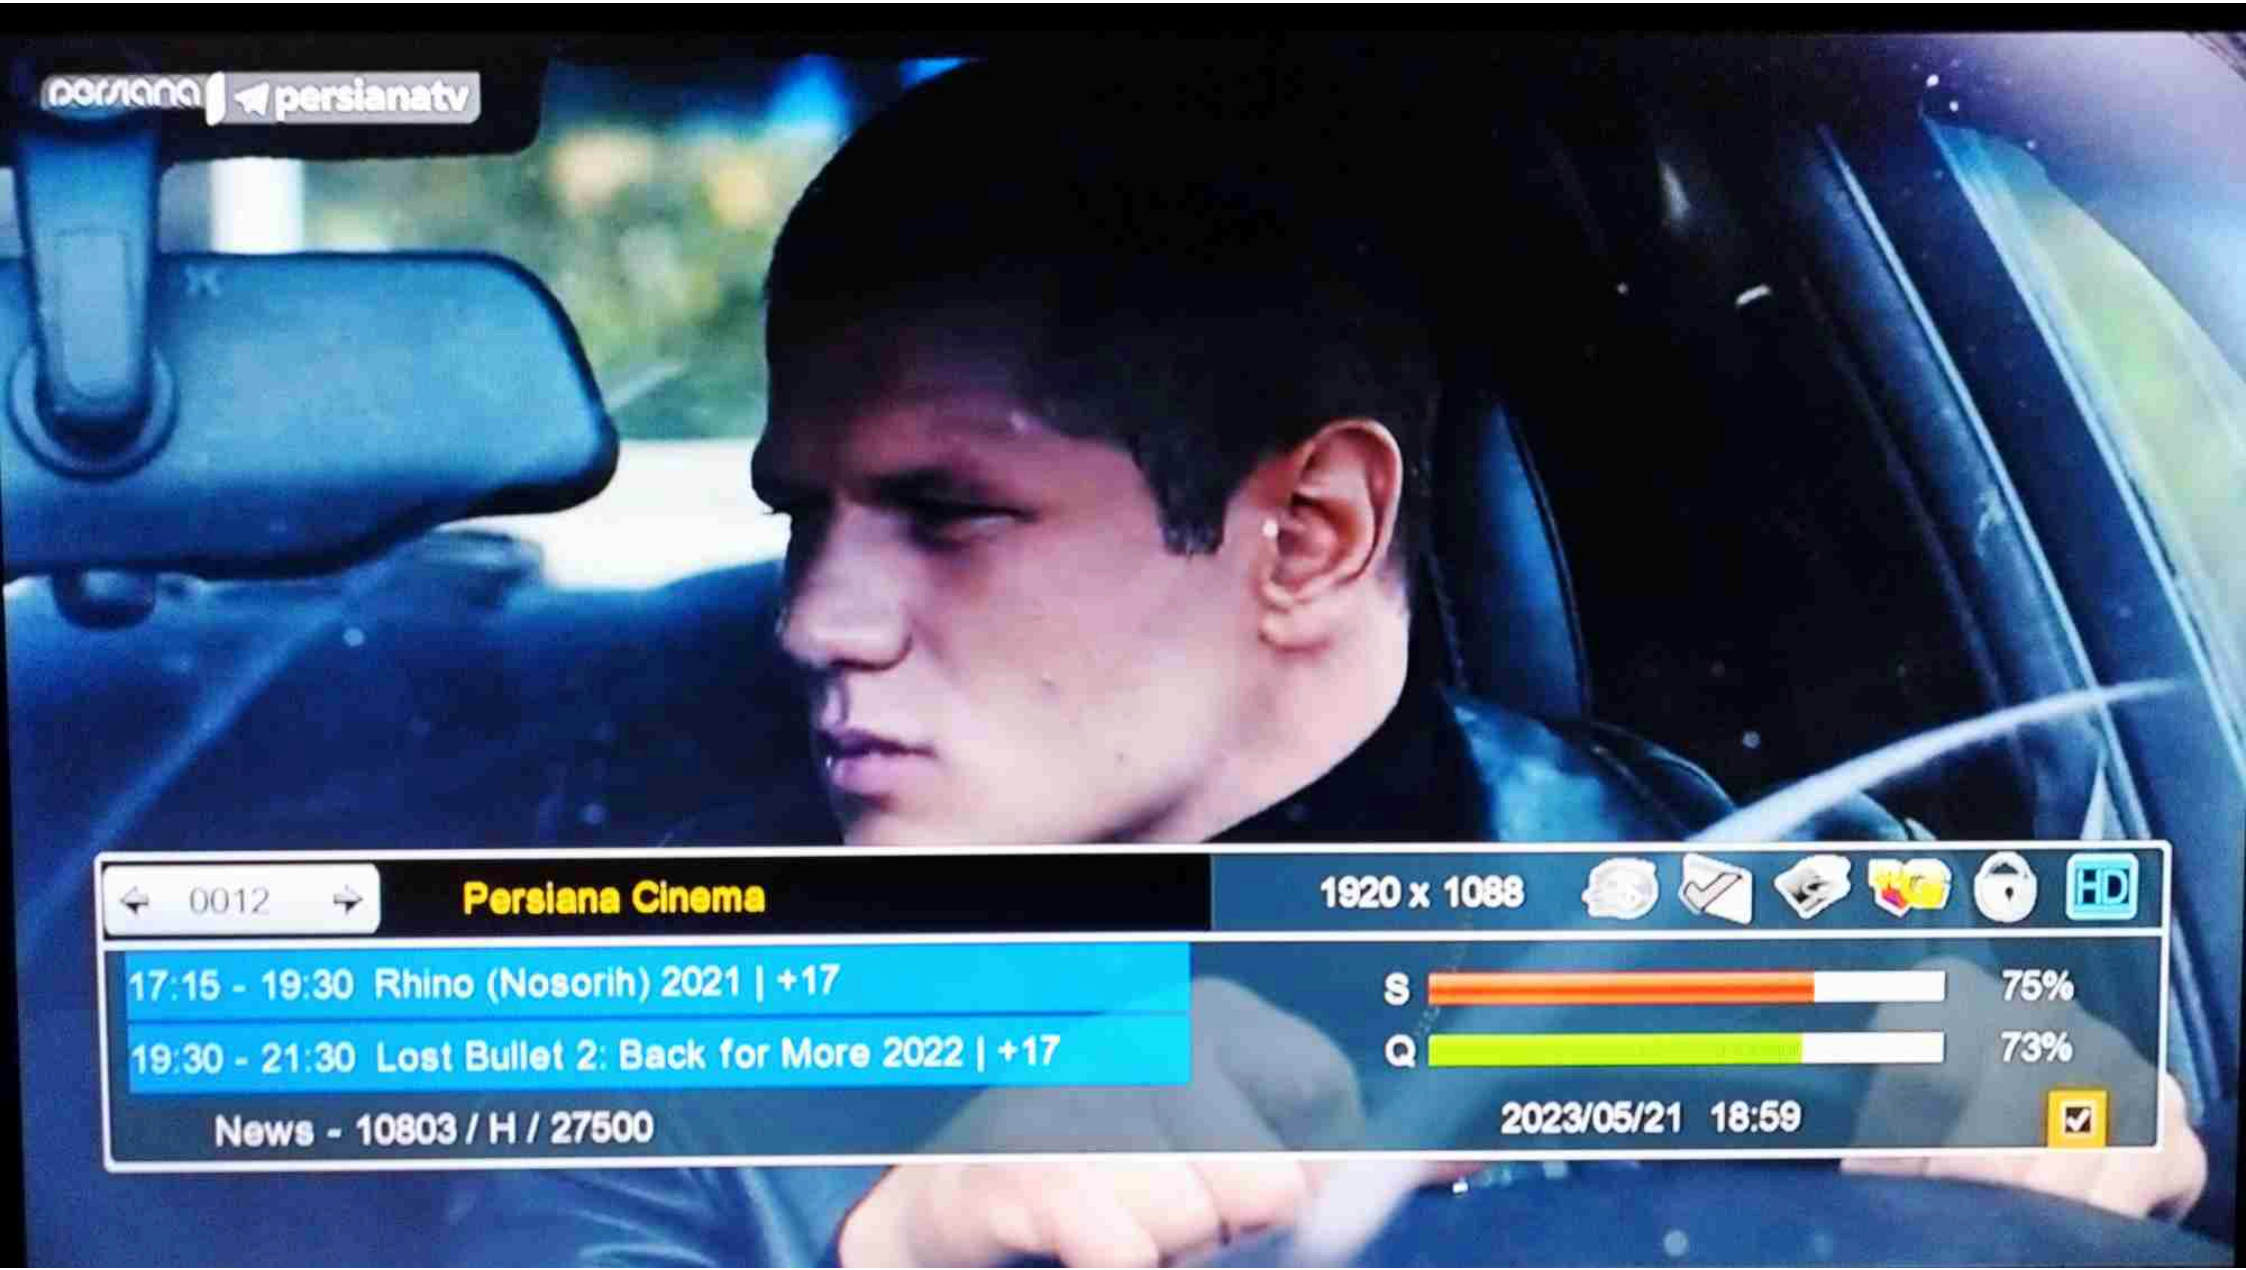 persiana persianatv
0012 Persiana Cinema 1920 x 1088 HD
17:15 - 19:30 Rhino (Nosorih) 2021 | +17 S 75%
19:30 - 21:30 Lost Bullet 2: Back for More 2022 | +17 Q 73%
News - 10803 / H / 27500 2023/05/21 18:59